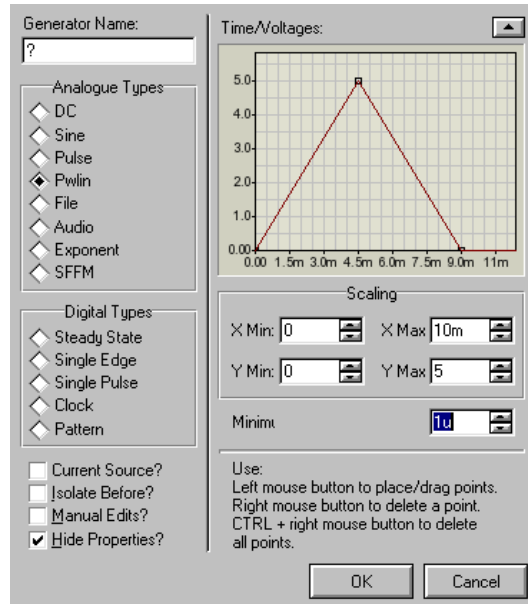 Generator Name:
?
Analogue Types
DC
Sine
Pulse
Pwlin
File
Audio
Exponent
SFFM
Digital Types
Steady State
Single Edge
Single Pulse
Clock
Pattern
Current Source?
Isolate Before?
Manual Edits?
Hide Properties?
Time/Voltages:
5.0
4.0
3.0
2.0
1.0
0.00
0.00 1.5m 3.0m 4.5m 6.0m 7.5m 9.0m 11m
Scaling
X Min: 0 X Max 10m
Y Min: 0 Y Max 5
Minimu 1u
Use:
Left mouse button to place/drag points.
Right mouse button to delete a point.
CTRL + right mouse button to delete
all points.
OK Cancel